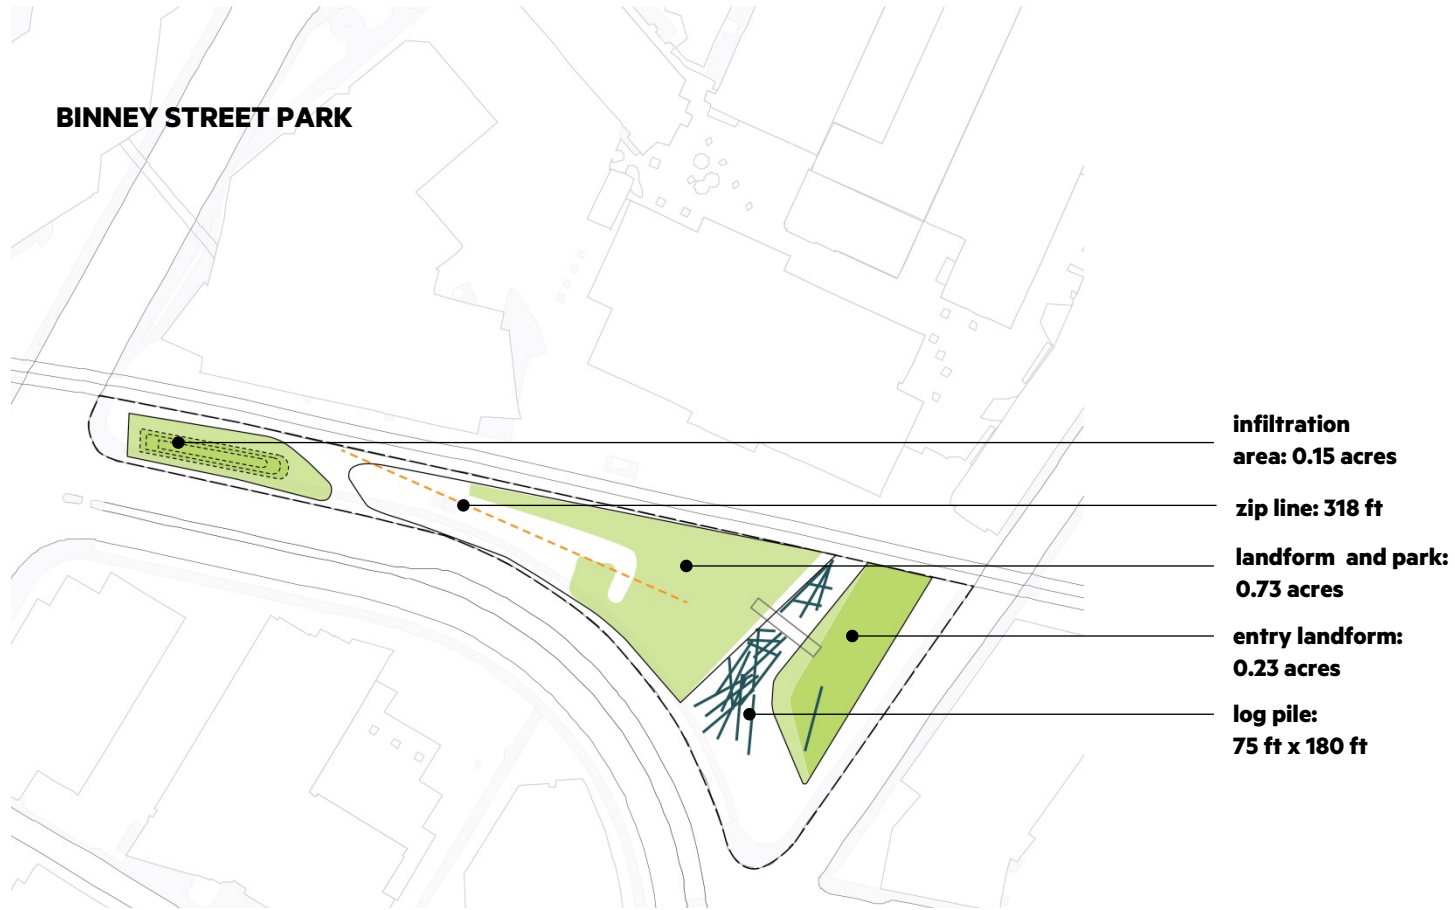 BINNEY STREET PARK
infiltration
area: 0.15 acres
zip line: 318 ft
landform and park:
0.73 acres
entry landform:
0.23 acres
log pile:
75 ft x 180 ft